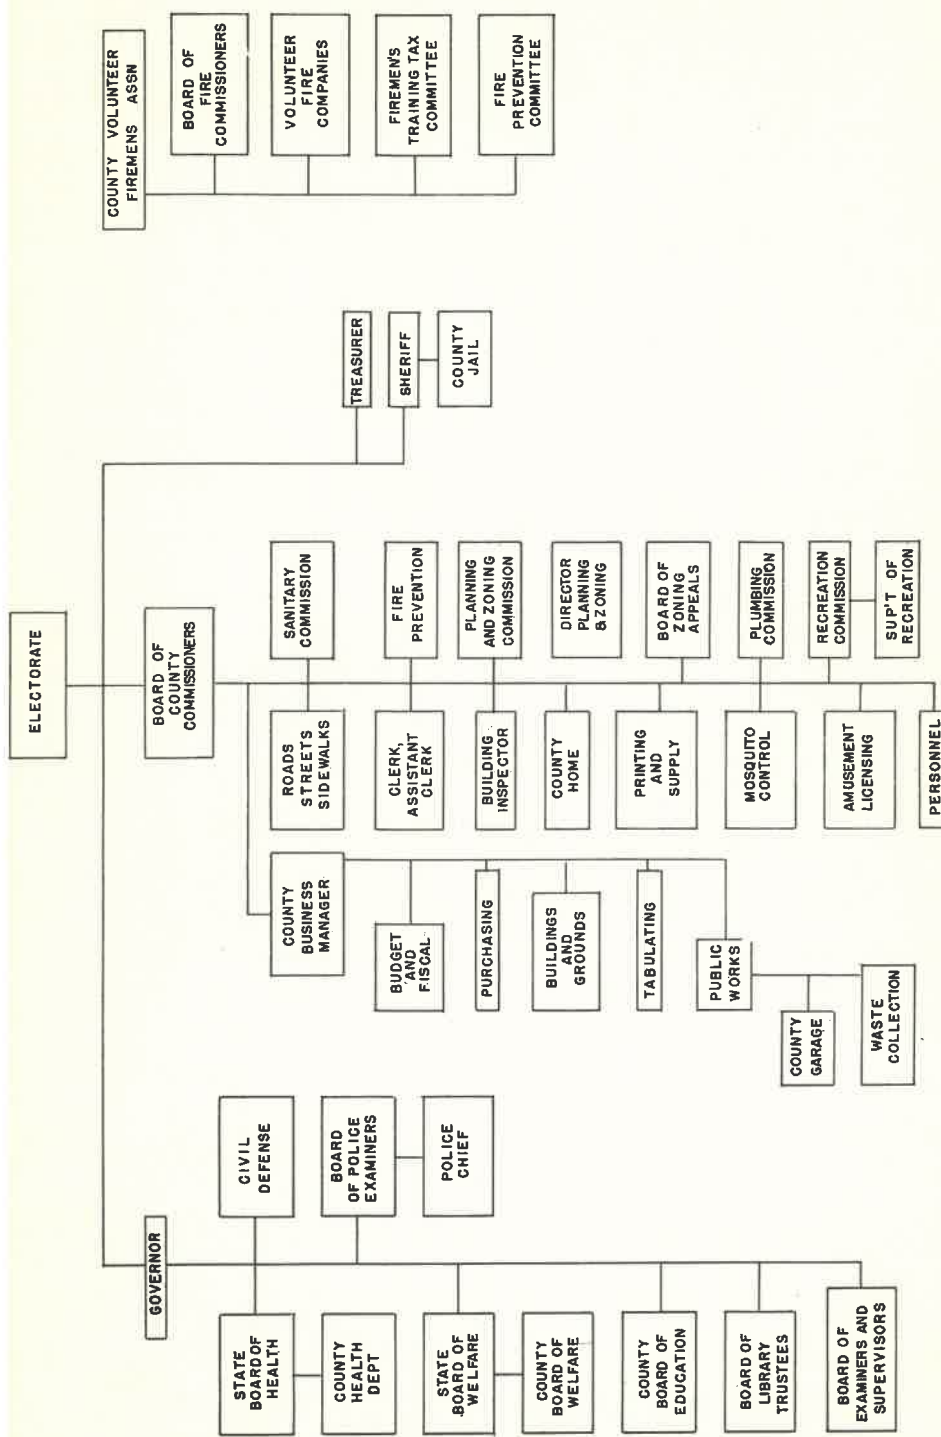 ELECTORATE
GOVERNOR
STATE
BOARD OF
HEALTH
COUNTY
HEALTH
DEPT
CIVIL
DEFENSE
BOARD
OF POLICE
EXAMINERS
POLICE
CHIEF
STATE
BOARD OF
WELFARE
COUNTY
BOARD OF
WELFARE
COUNTY
BOARD OF
EDUCATION
BOARD OF
LIBRARY
TRUSTEES
BOARD OF
EXAMINERS AND
SUPERVISORS
BOARD OF
COUNTY
COMMISSIONERS
COUNTY
BUSINESS
MANAGER
BUDGET
AND
FISCAL
PURCHASING
BUILDINGS
AND
GROUNDS
TABULATING
PUBLIC
WORKS
COUNTY
GARAGE
WASTE
COLLECTION
ROADS
STREETS
SIDEWALKS
SANITARY
COMMISSION
CLERK,
ASSISTANT
CLERK
FIRE
PREVENTION
BUILDING
INSPECTOR
PLANNING
AND ZONING
COMMISSION
COUNTY
HOME
DIRECTOR
PLANNING
& ZONING
PRINTING
AND
SUPPLY
BOARD OF
ZONING
APPEALS
MOSQUITO
CONTROL
PLUMBING
COMMISSION
AMUSEMENT
LICENSING
RECREATION
COMMISSION
SUP'T OF
RECREATION
PERSONNEL
TREASURER
SHERIFF
COUNTY
JAIL
COUNTY VOLUNTEER
FIREMENS ASSN
BOARD OF
FIRE
COMMISSIONERS
VOLUNTEER
FIRE
COMPANIES
FIREMEN'S
TRAINING TAX
COMMITTEE
FIRE
PREVENTION
COMMITTEE